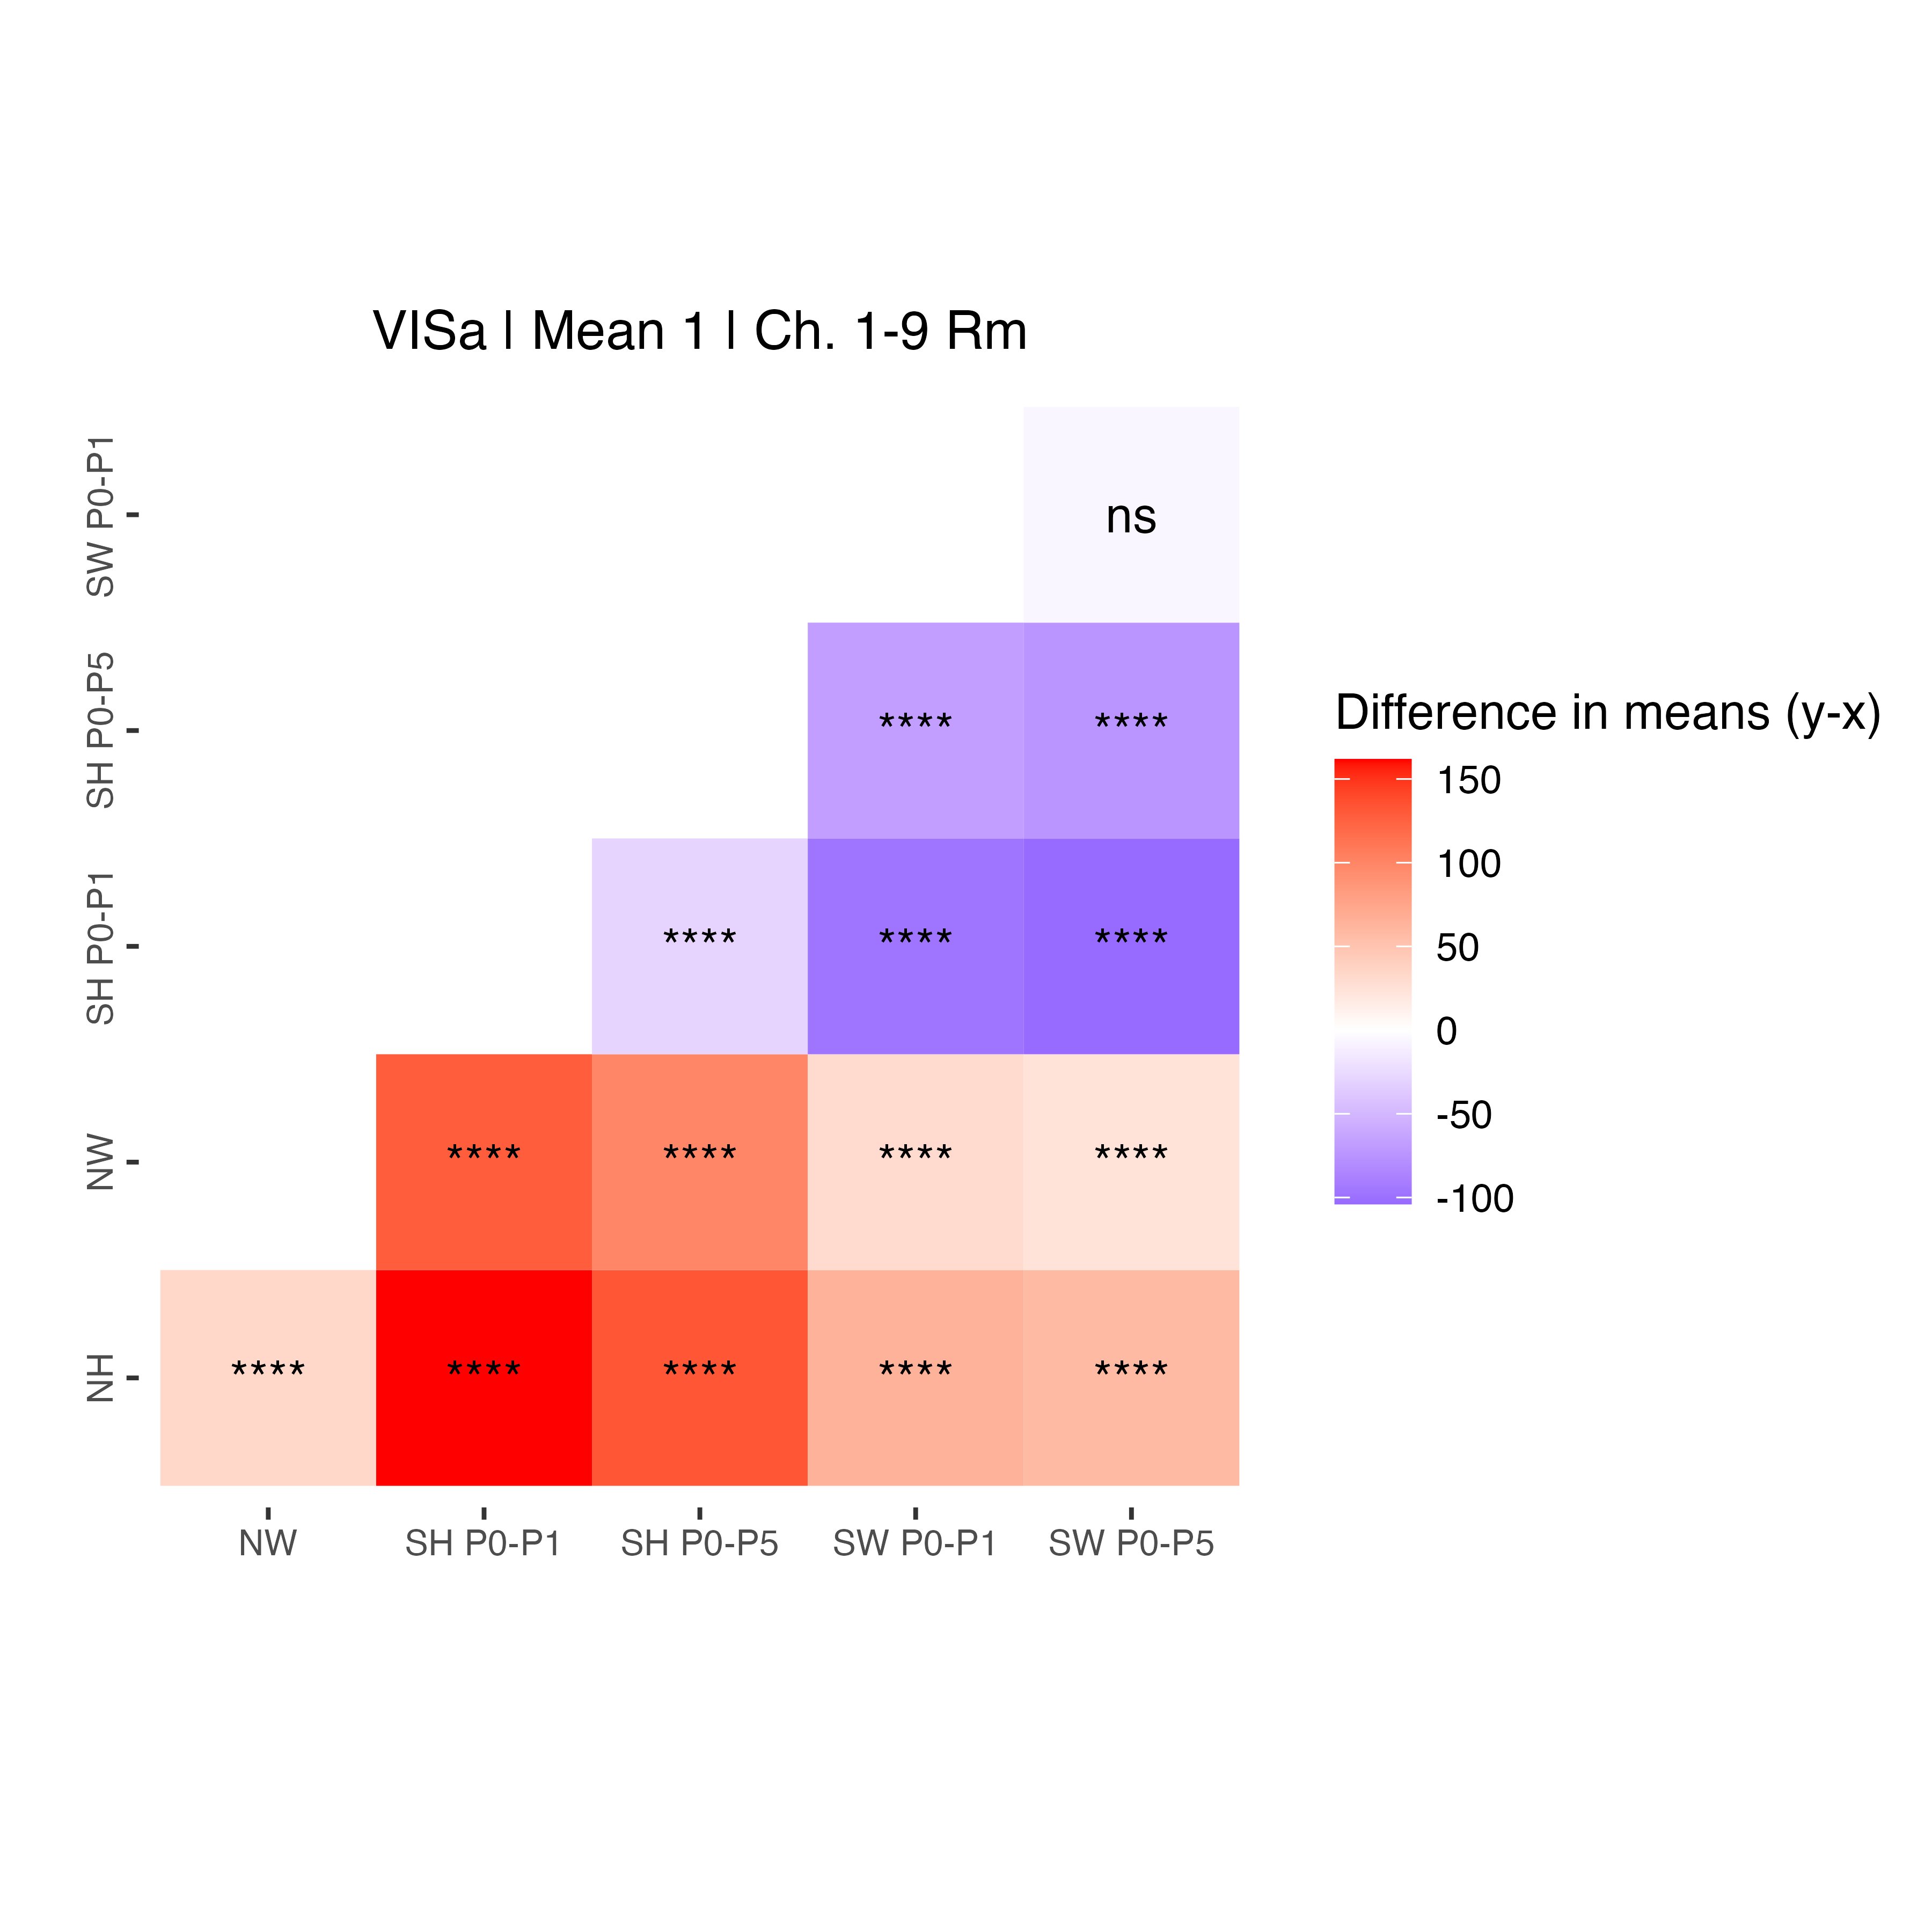 VISa | Mean 1 | Ch. 1-9 Rm
SW P0-P1
ns
SH P0-P5
**** ****
SH P0-P1
**** **** ****
NW
**** **** **** ****
NH
**** **** **** **** ****
NW SH P0-P1 SH P0-P5 SW P0-P1 SW P0-P5
Difference in means (y-x)
150
100
50
0
-50
-100